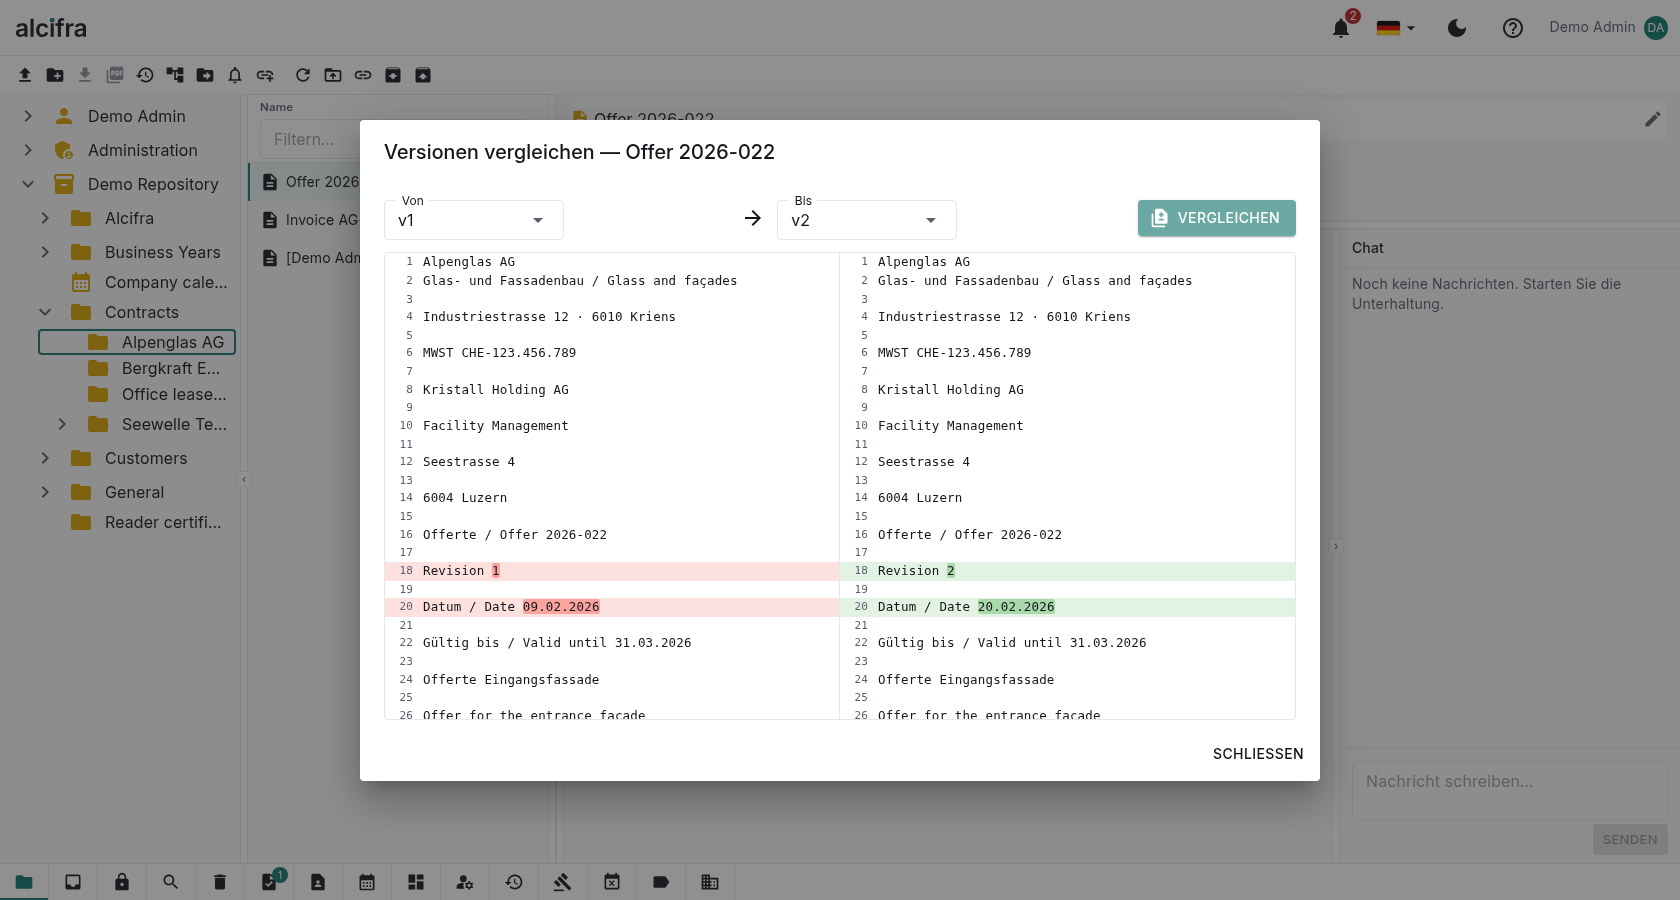 alcifra
2
Demo Admin
DA
PDF
Demo Admin
Administration
Demo Repository
Alcifra
Business Years
Company cale...
Contracts
Alpenglas AG
Bergkraft E...
Office lease...
Seewelle Te...
Customers
General
Reader certifi...
Name
Filtern...
Offer 2026
Invoice AG
[Demo Adm
Offer 2026-022
Versionen vergleichen — Offer 2026-022
Von
v1
Bis
v2
VERGLEICHEN
1 Alpenglas AG
2 Glas- und Fassadenbau / Glass and façades
3
4 Industriestrasse 12 · 6010 Kriens
5
6 MWST CHE-123.456.789
7
8 Kristall Holding AG
9
10 Facility Management
11
12 Seestrasse 4
13
14 6004 Luzern
15
16 Offerte / Offer 2026-022
17
18 Revision 1
19
20 Datum / Date 09.02.2026
21
22 Gültig bis / Valid until 31.03.2026
23
24 Offerte Eingangsfassade
25
26 Offer for the entrance facade
1 Alpenglas AG
2 Glas- und Fassadenbau / Glass and façades
3
4 Industriestrasse 12 · 6010 Kriens
5
6 MWST CHE-123.456.789
7
8 Kristall Holding AG
9
10 Facility Management
11
12 Seestrasse 4
13
14 6004 Luzern
15
16 Offerte / Offer 2026-022
17
18 Revision 2
19
20 Datum / Date 20.02.2026
21
22 Gültig bis / Valid until 31.03.2026
23
24 Offerte Eingangsfassade
25
26 Offer for the entrance facade
SCHLIESSEN
Chat
Noch keine Nachrichten. Starten Sie die
Unterhaltung.
Nachricht schreiben...
SENDEN
1